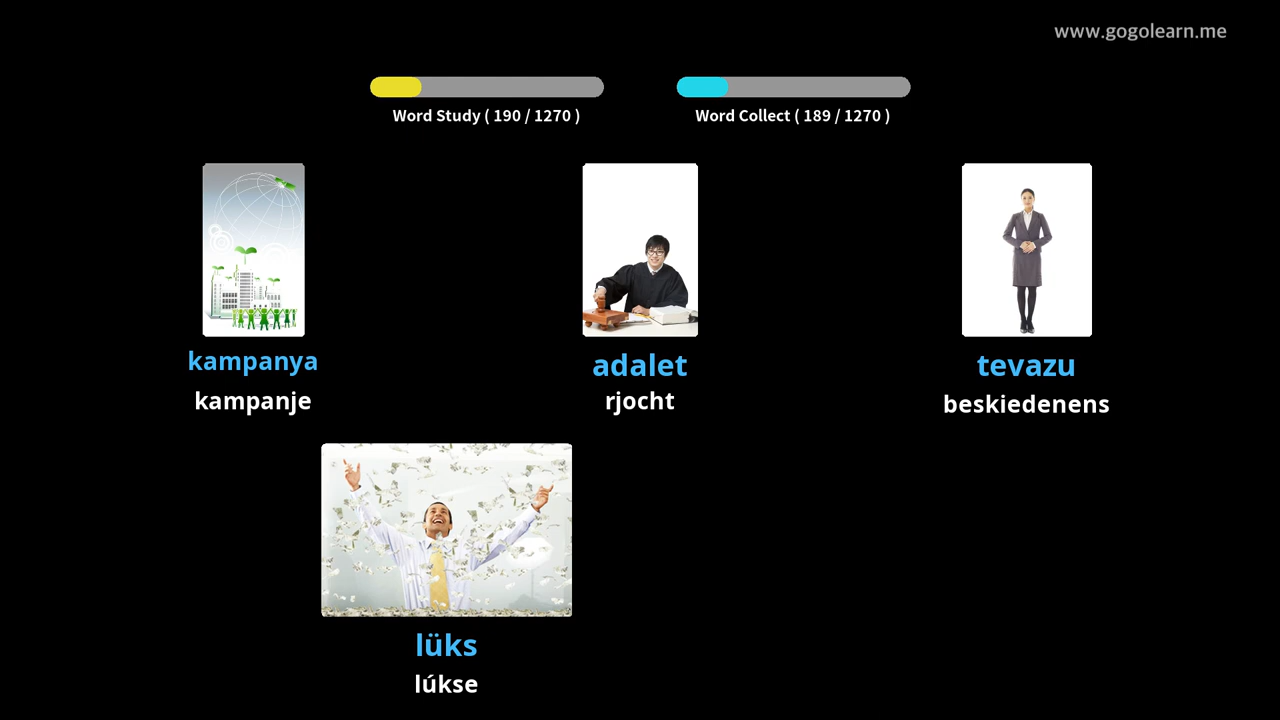 www.gogolearn.me
Word Study ( 190 / 1270 )
Word Collect ( 189 / 1270 )
kampanya
kampanje
adalet
rjocht
tevazu
beskiedenens
lüks
lúkse